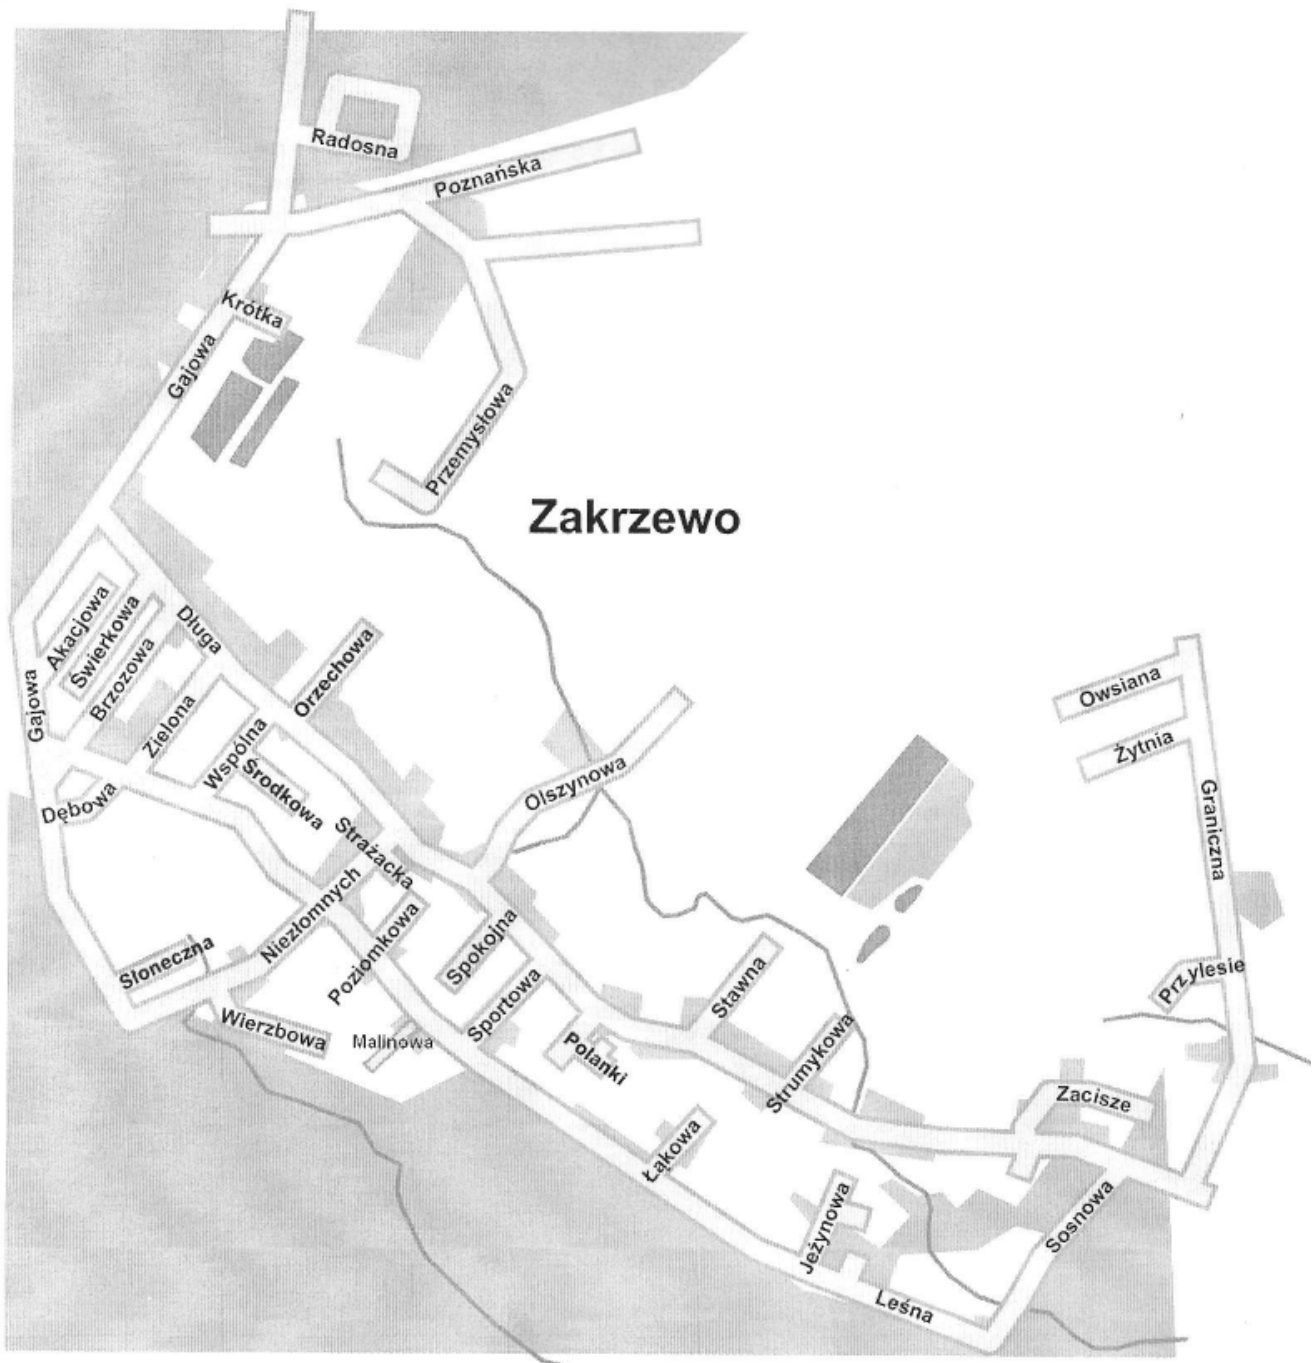 Radosna
Poznańska
Krótka
Gajowa
Przemysłowa
Zakrzewo
Akacjowa
Świerkowa
Brzozowa
Długa
Orzechowa
Gajowa
Zielona
Wspólna
Środkowa
Dębowa
Strażacka
Olszynowa
Owsiana
Żytnia
Graniczna
Niezłomnych
Poziomkowa
Spokojna
Słoneczna
Wierzbowa
Malinowa
Sportowa
Polanki
Stawna
Strumykowa
Przylesie
Zacisze
Łąkowa
Jeżynowa
Sosnowa
Leśna